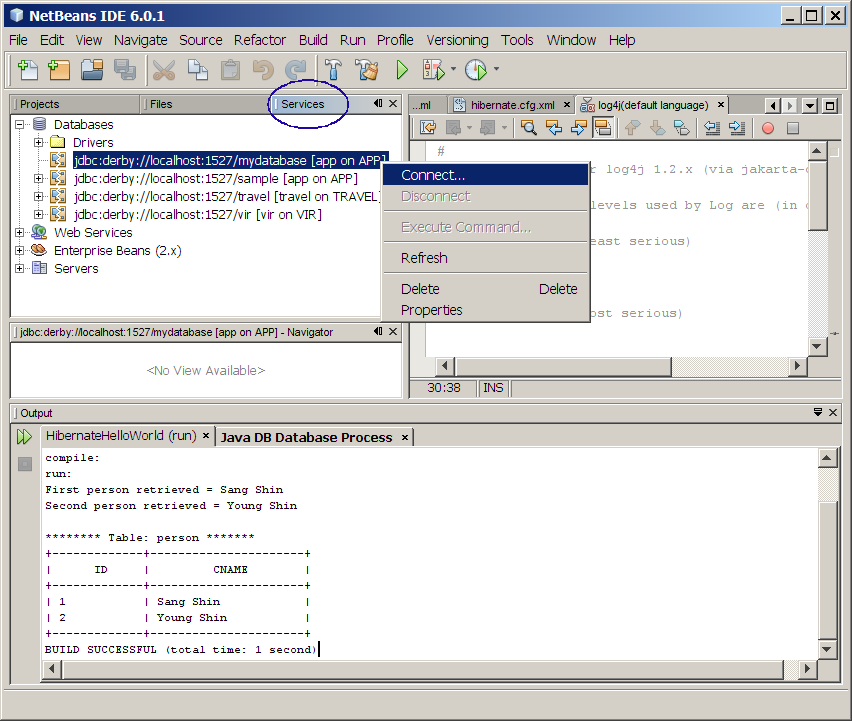 NetBeans IDE 6.0.1
File Edit View Navigate Source Refactor Build Run Profile Versioning Tools Window Help
Projects Files Services
Databases
Drivers
jdbc:derby://localhost:1527/mydatabase [app on APP]
jdbc:derby://localhost:1527/sample [app on APP]
jdbc:derby://localhost:1527/travel [travel on TRAVEL]
jdbc:derby://localhost:1527/vir [vir on VIR]
Web Services
Enterprise Beans (2.x)
Servers
Connect...
Disconnect
Execute Command...
Refresh
Delete Delete
Properties
...ml hibernate.cfg.xml log4j(default language)
#
r log4j 1.2.x (via jakarta-
levels used by Log are (in
east serious)
ost serious)
30:38 INS
jdbc:derby://localhost:1527/mydatabase [app on APP] - Navigator
<No View Available>
Output
HibernateHelloWorld (run) Java DB Database Process
compile:
run:
First person retrieved = Sang Shin
Second person retrieved = Young Shin
******** Table: person *******
+-------------+----------------------+
| ID | CNAME |
+-------------+----------------------+
| 1 | Sang Shin |
| 2 | Young Shin |
+-------------+----------------------+
BUILD SUCCESSFUL (total time: 1 second)